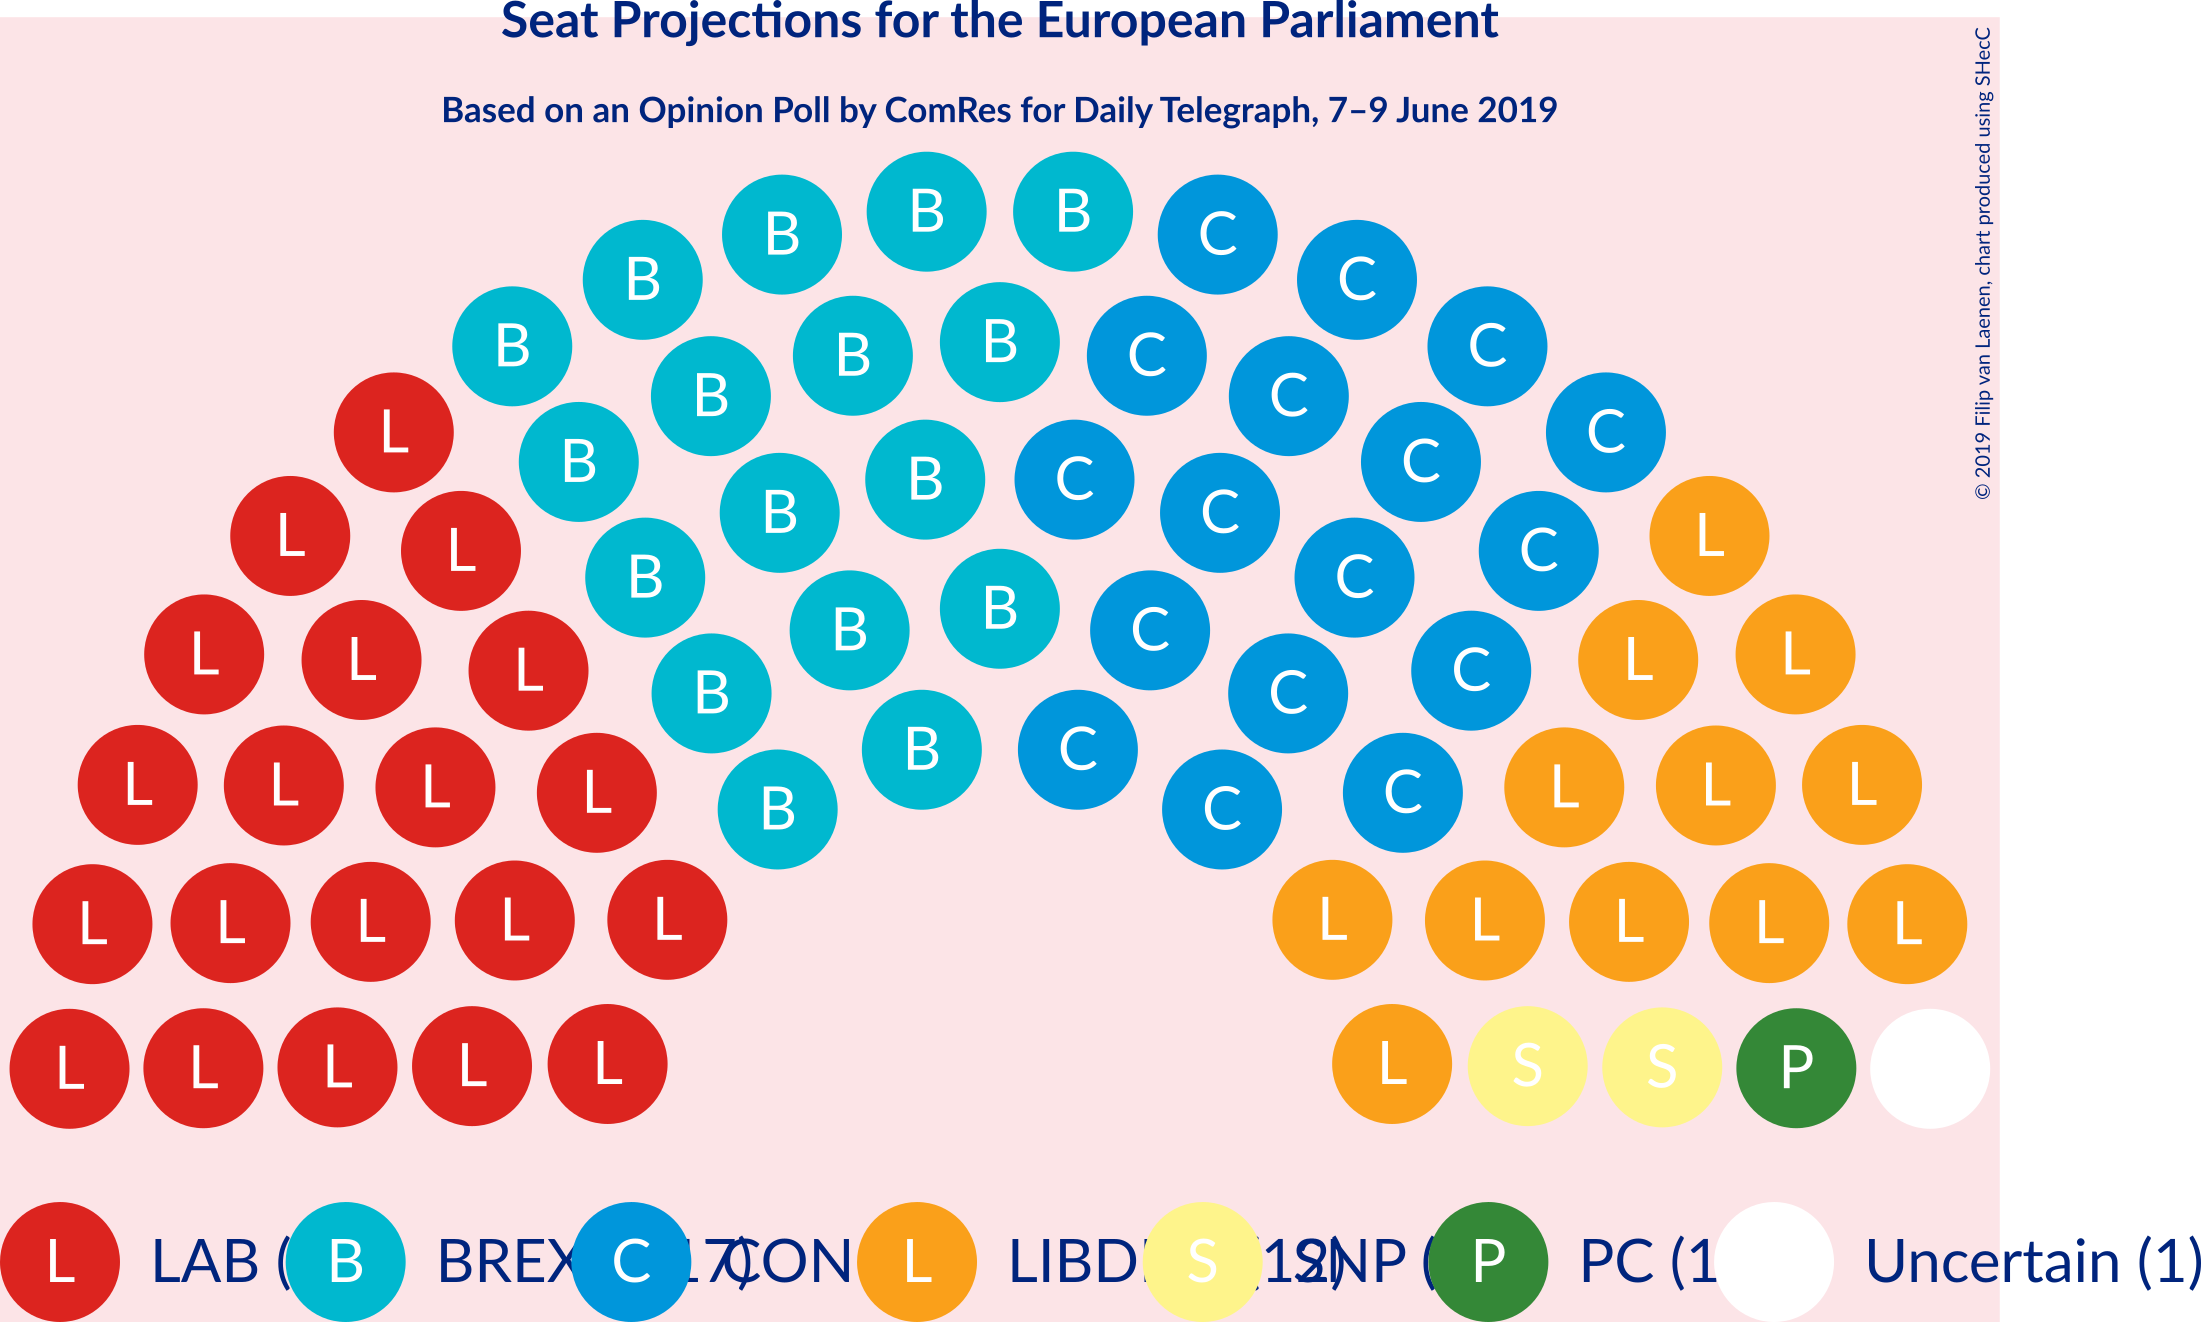 Seat Projections for the European Parliament
Based on an Opinion Poll by ComRes for Daily Telegraph, 7–9 June 2019
© 2019 Filip van Laenen, chart produced using SHecC
B B
B C
B C
B B B C C
B B C C
L B C C
B C
B C
L L B C L
B C
B B C C
L L L B C L L L
B C
L L L L B C L L L
B C
L L L L L L L L L L
L L L L L L S S P
L LAB ( B BREX 17) C CON L LIBD (12) S SNP ( P PC (1 Uncertain (1)